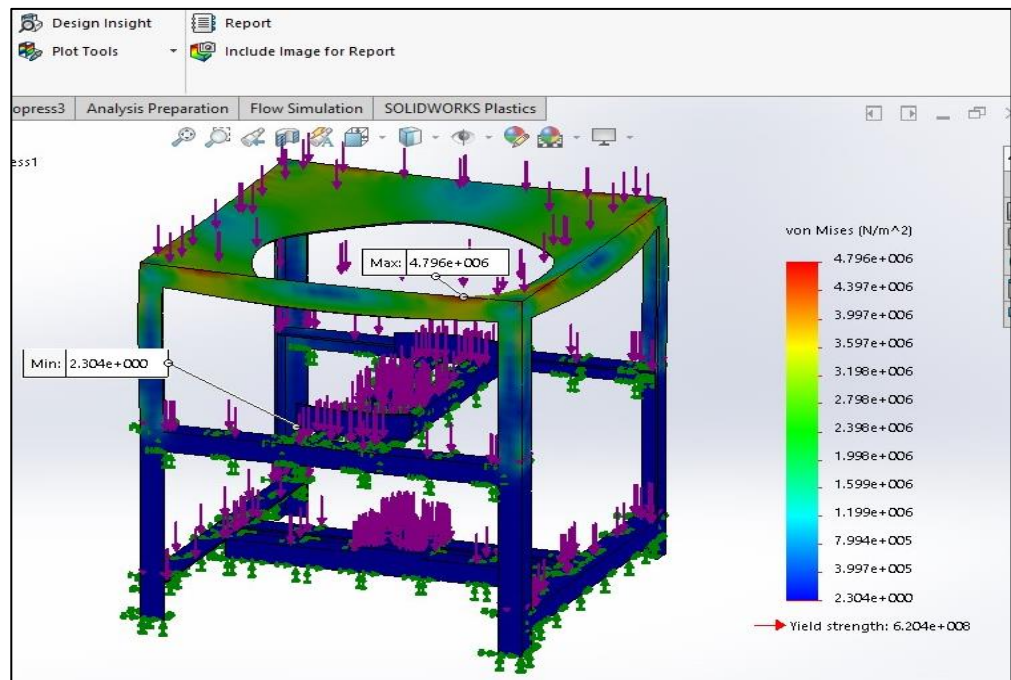 Design Insight
Report
Plot Tools
Include Image for Report
opress3
Analysis Preparation
Flow Simulation
SOLIDWORKS Plastics
ess1
von Mises (N/m^2)
Max: 4.796e+006
Min: 2.304e+000
4.796e+006
4.397e+006
3.997e+006
3.597e+006
3.198e+006
2.798e+006
2.398e+006
1.998e+006
1.599e+006
1.199e+006
7.994e+005
3.997e+005
2.304e+000
Yield strength: 6.204e+008